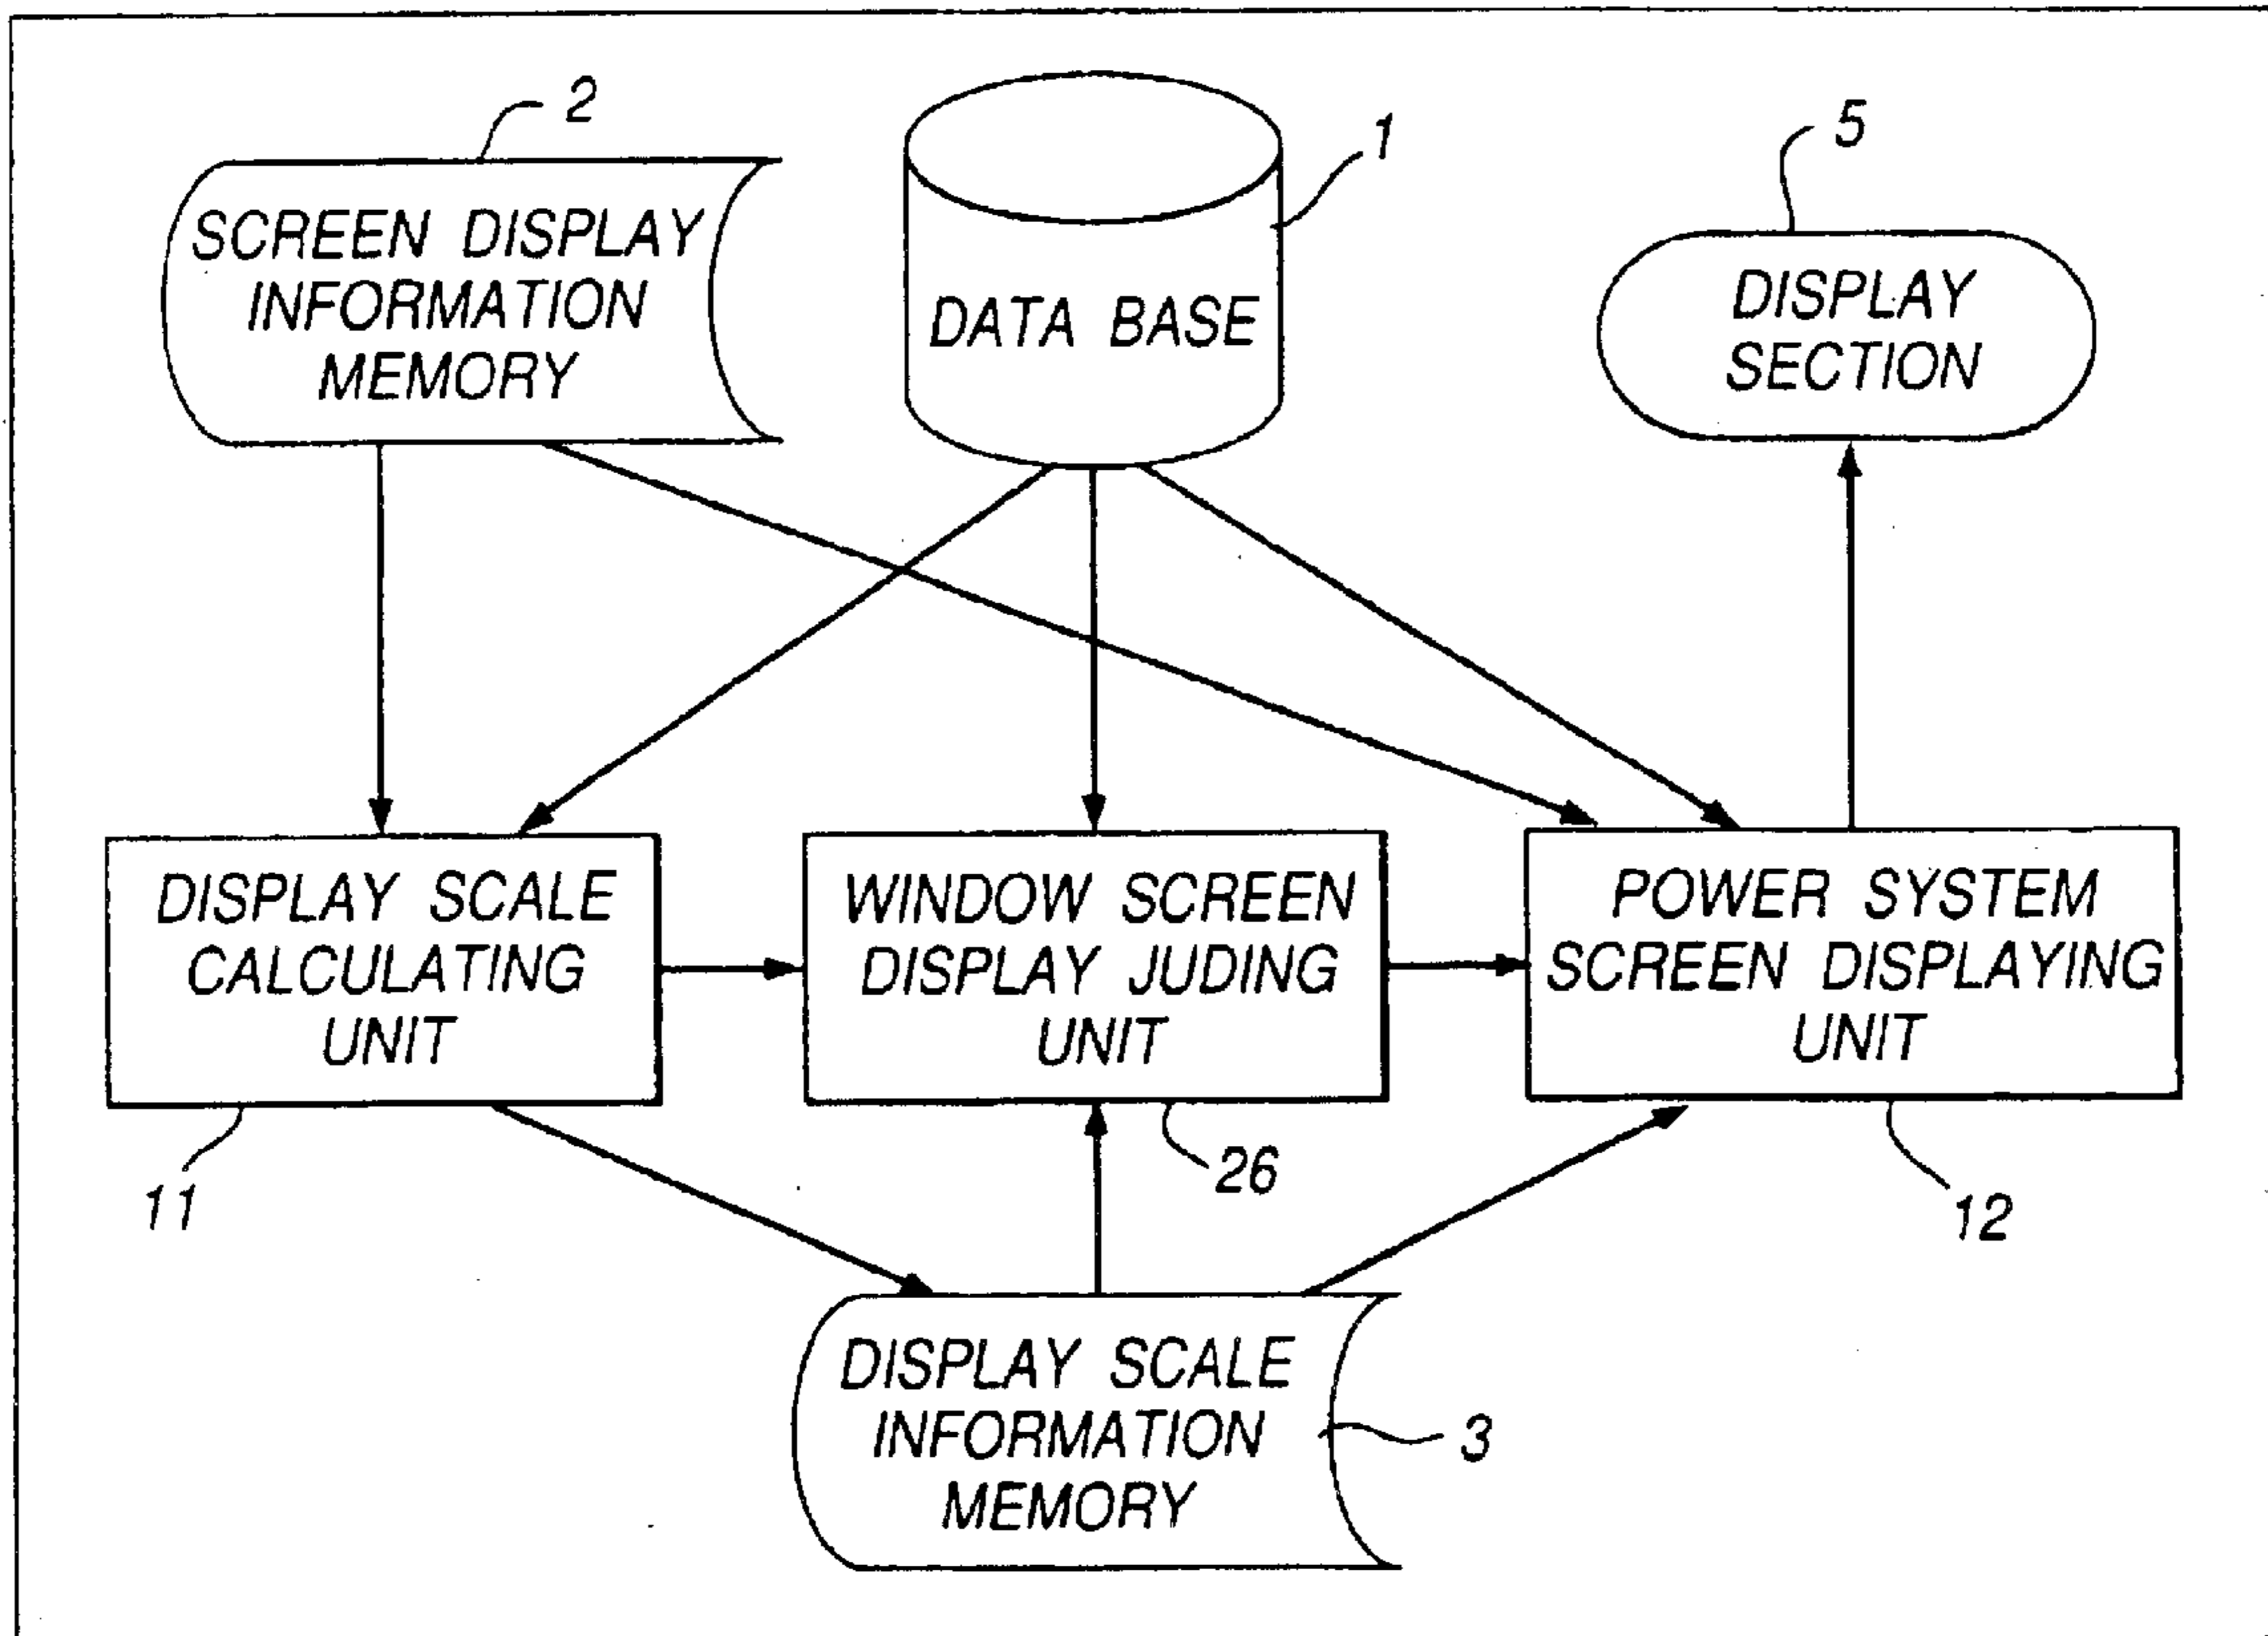 2
1
5
SCREEN DISPLAY
INFORMATION
MEMORY
DATA BASE
DISPLAY
SECTION
DISPLAY SCALE
CALCULATING
UNIT
WINDOW SCREEN
DISPLAY JUDING
UNIT
POWER SYSTEM
SCREEN DISPLAYING
UNIT
11
26
12
DISPLAY SCALE
INFORMATION
MEMORY
3